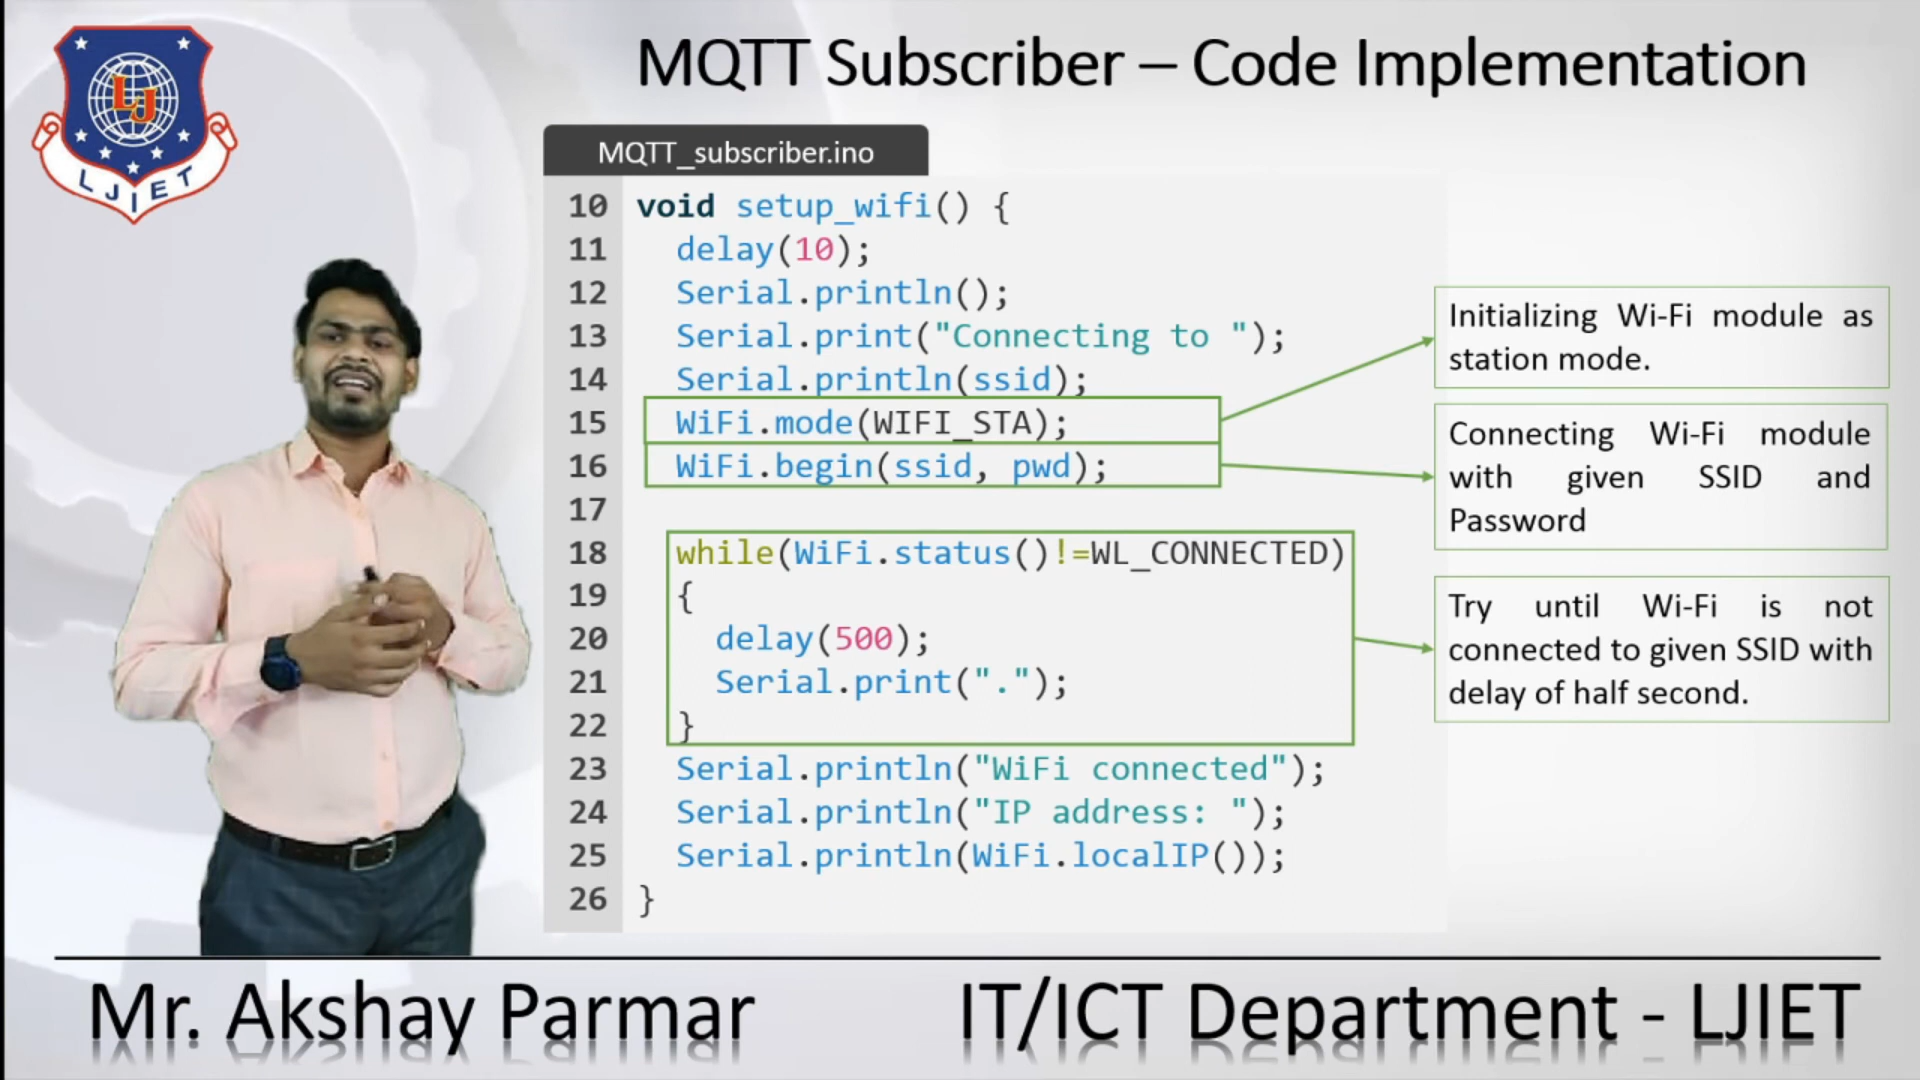 LJ
LJIET
MQTT Subscriber – Code Implementation
MQTT_subscriber.ino
10 void setup_wifi() {
11 delay(10);
12 Serial.println();
13 Serial.print("Connecting to ");
14 Serial.println(ssid);
15 WiFi.mode(WIFI_STA);
16 WiFi.begin(ssid, pwd);
17
18 while(WiFi.status()!=WL_CONNECTED)
19 {
20 delay(500);
21 Serial.print(".");
22 }
23 Serial.println("WiFi connected");
24 Serial.println("IP address: ");
25 Serial.println(WiFi.localIP());
26 }
Initializing Wi-Fi module as
station mode.
Connecting Wi-Fi module
with given SSID and
Password
Try until Wi-Fi is not
connected to given SSID with
delay of half second.
Mr. Akshay Parmar
IT/ICT Department - LJIET